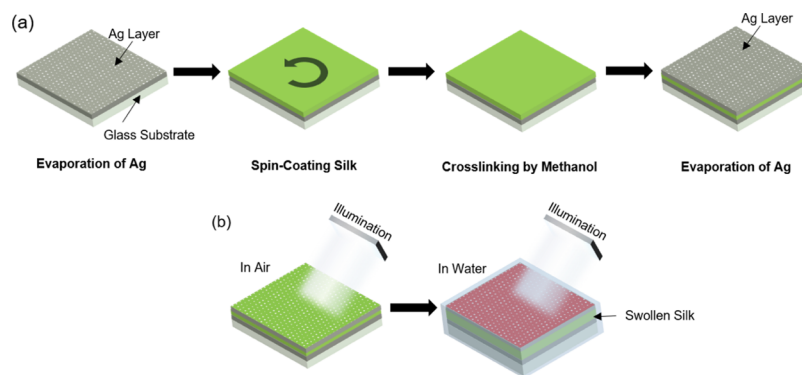 (a)
Ag Layer
Glass Substrate
Ag Layer
Evaporation of Ag
Spin-Coating Silk
Crosslinking by Methanol
Evaporation of Ag
(b)
Illumination
Illumination
In Air
In Water
Swollen Silk